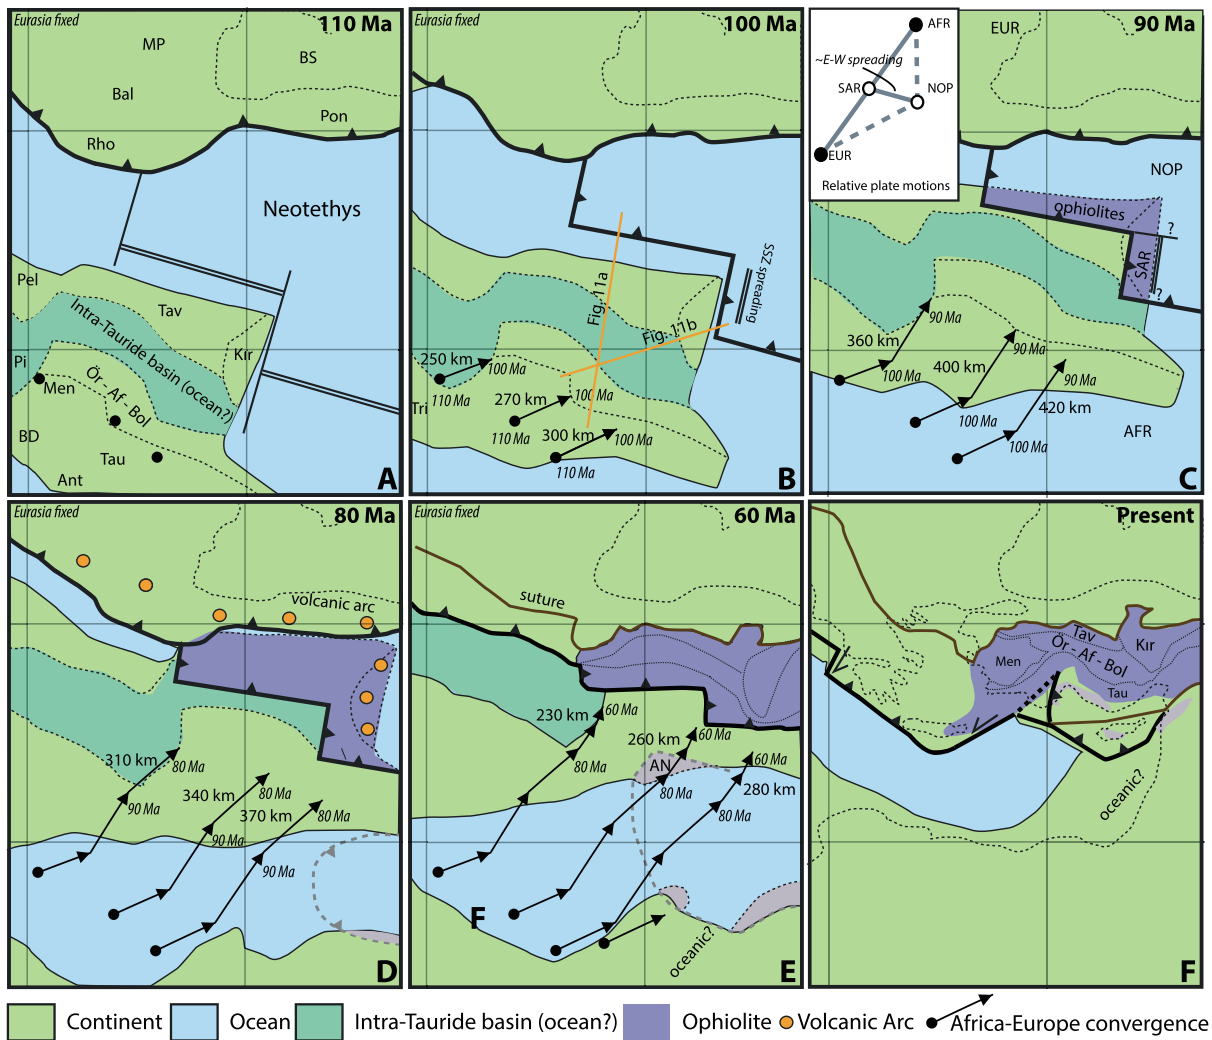 Eurasia fixed
110 Ma
MP
BS
Bal
Pon
Rho
Neotethys
Pel
Tav
Intra-Tauride basin (ocean?)
Kır
Pi
Men
Ör - Af - Bol
BD
Tau
Ant
A
Eurasia fixed
100 Ma
SSZ spreading
Fig. 11a
Fig. 11b
250 km
100 Ma
110 Ma
Tri
270 km
100 Ma
110 Ma
300 km
100 Ma
110 Ma
B
AFR
~E-W spreading
SAR
NOP
EUR
Relative plate motions
EUR
90 Ma
NOP
ophiolites
?
SAR
?
360 km
90 Ma
100 Ma
400 km
90 Ma
100 Ma
90 Ma
420 km
100 Ma
AFR
C
Eurasia fixed
80 Ma
volcanic arc
310 km
80 Ma
90 Ma
340 km
80 Ma
90 Ma
370 km
80 Ma
90 Ma
D
Eurasia fixed
60 Ma
suture
230 km
60 Ma
80 Ma
260 km
60 Ma
AN
80 Ma
60 Ma
280 km
80 Ma
F
oceanic?
E
Present
Tav
Kır
Ör - Af - Bol
Men
Tau
oceanic?
F
Continent
Ocean
Intra-Tauride basin (ocean?)
Ophiolite
Volcanic Arc
Africa-Europe convergence